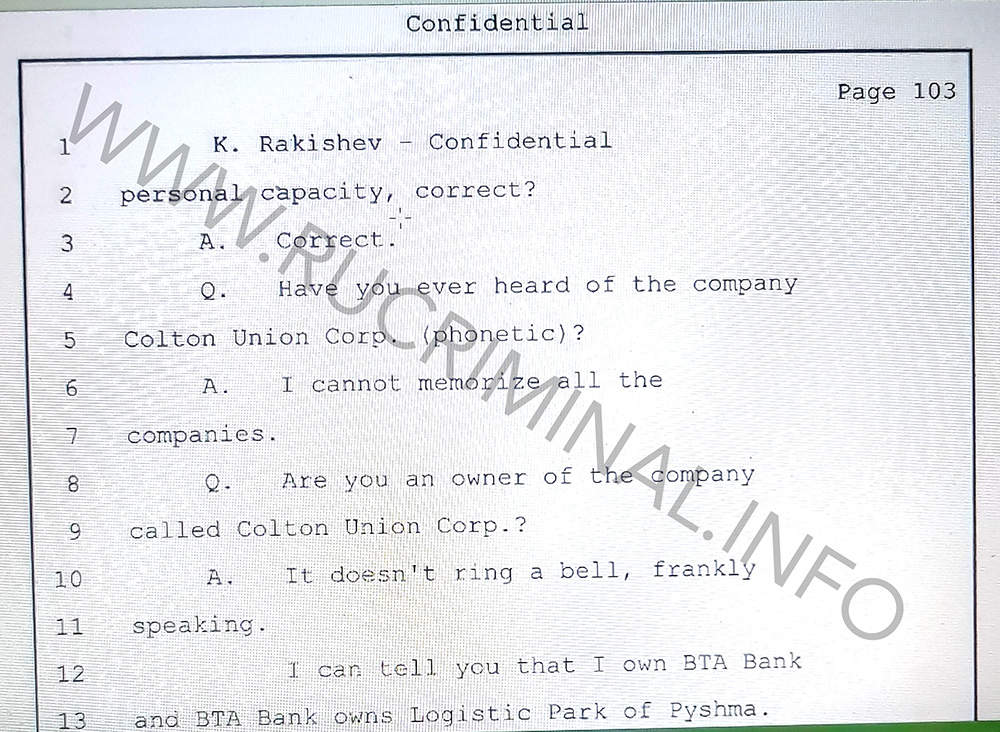 Confidential
Page 103
1 K. Rakishev - Confidential
2 personal capacity, correct?
3 A. Correct.
4 Q. Have you ever heard of the company
5 Colton Union Corp. (phonetic)?
6 A. I cannot memorize all the
7 companies.
8 Q. Are you an owner of the company
9 called Colton Union Corp.?
10 A. It doesn't ring a bell, frankly
11 speaking.
12 I can tell you that I own BTA Bank
13 and BTA Bank owns Logistic Park of Pyshma.
WWW.RUCRIMINAL.INFO